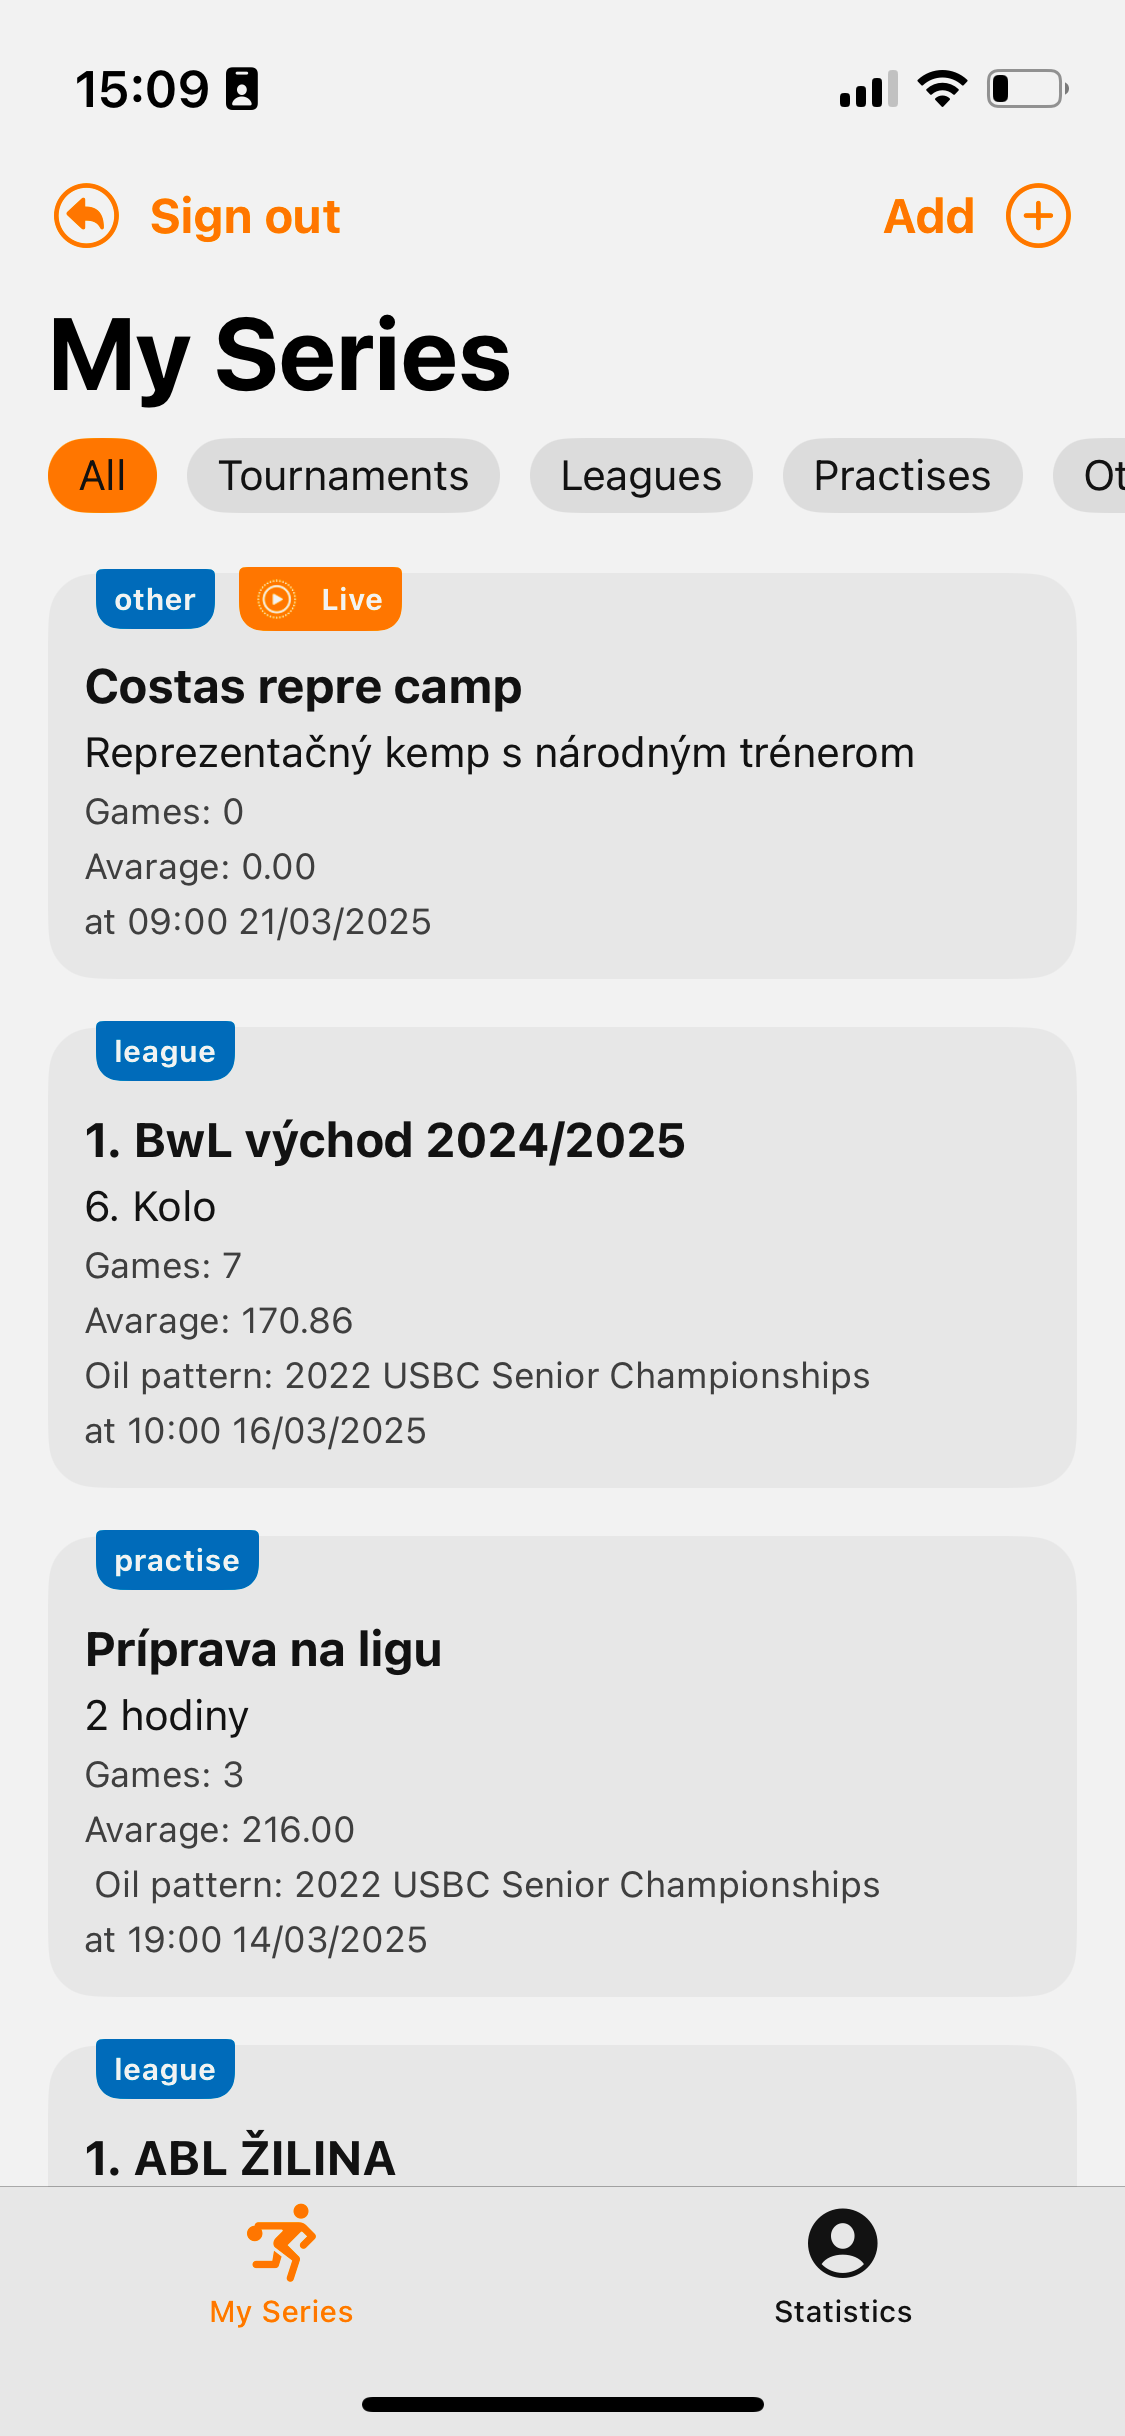 15:09
Sign out
Add
My Series
All
Tournaments
Leagues
Practises
Ot
other
Live
Costas repre camp
Reprezentačný kemp s národným trénerom
Games: 0
Avarage: 0.00
at 09:00 21/03/2025
league
1. BwL východ 2024/2025
6. Kolo
Games: 7
Avarage: 170.86
Oil pattern: 2022 USBC Senior Championships
at 10:00 16/03/2025
practise
Príprava na ligu
2 hodiny
Games: 3
Avarage: 216.00
Oil pattern: 2022 USBC Senior Championships
at 19:00 14/03/2025
league
1. ABL ŽILINA
My Series
Statistics